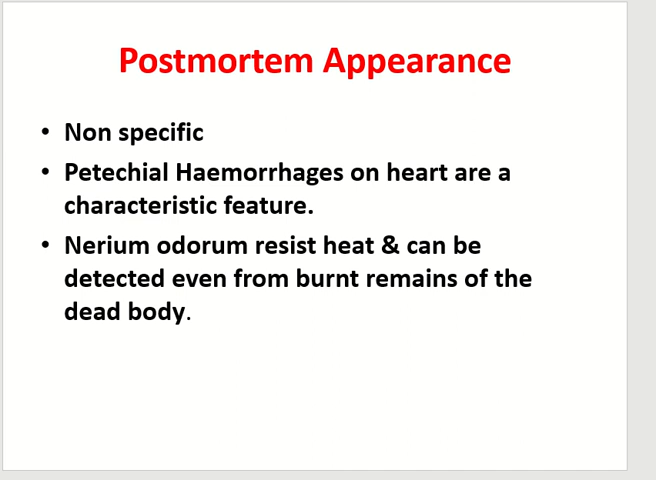 Postmortem Appearance
• Non specific
• Petechial Haemorrhages on heart are a
characteristic feature.
• Nerium odorum resist heat & can be
detected even from burnt remains of the
dead body.